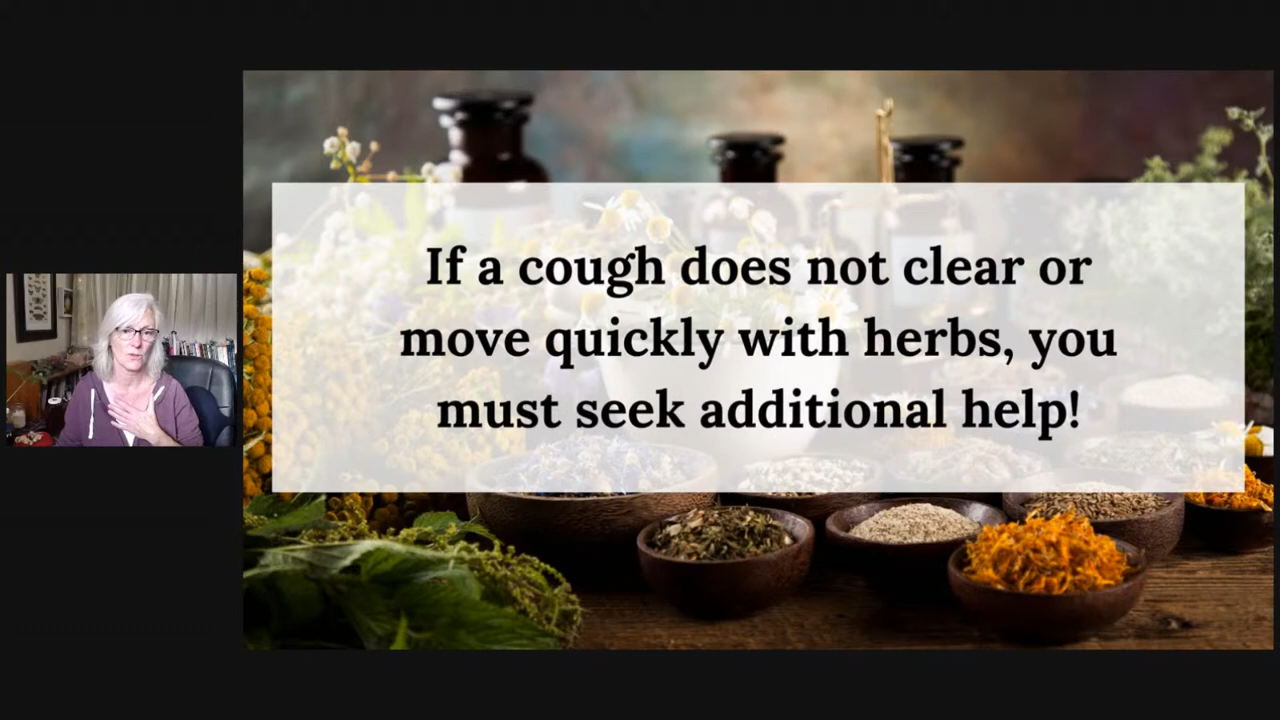 If a cough does not clear or
move quickly with herbs, you
must seek additional help!